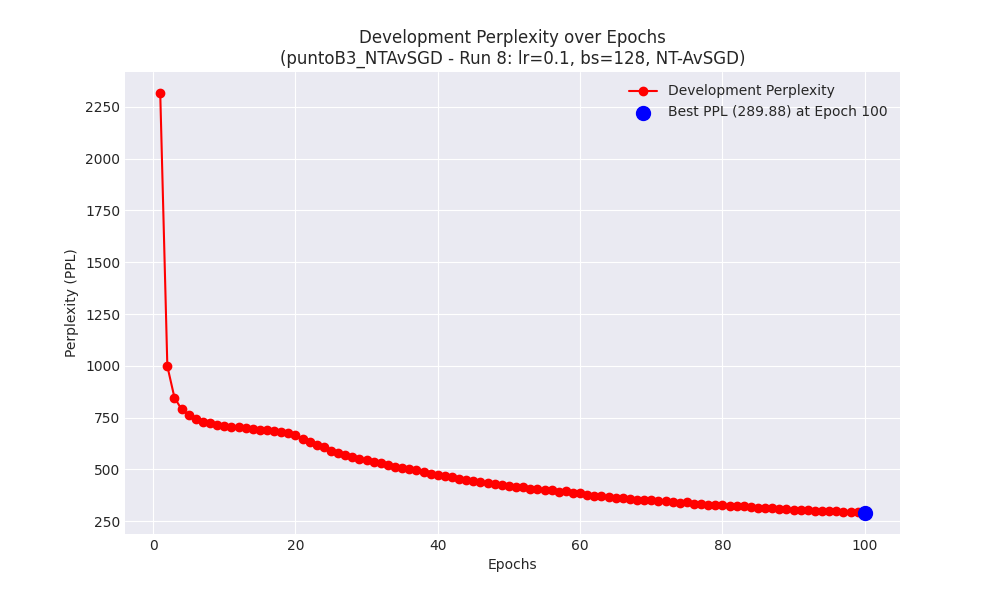 Development Perplexity over Epochs
(puntoB3_NTAvSGD - Run 8: lr=0.1, bs=128, NT-AvSGD)
Development Perplexity
Best PPL (289.88) at Epoch 100
Perplexity (PPL)
2250
2000
1750
1500
1250
1000
750
500
250
0 20 40 60 80 100
Epochs